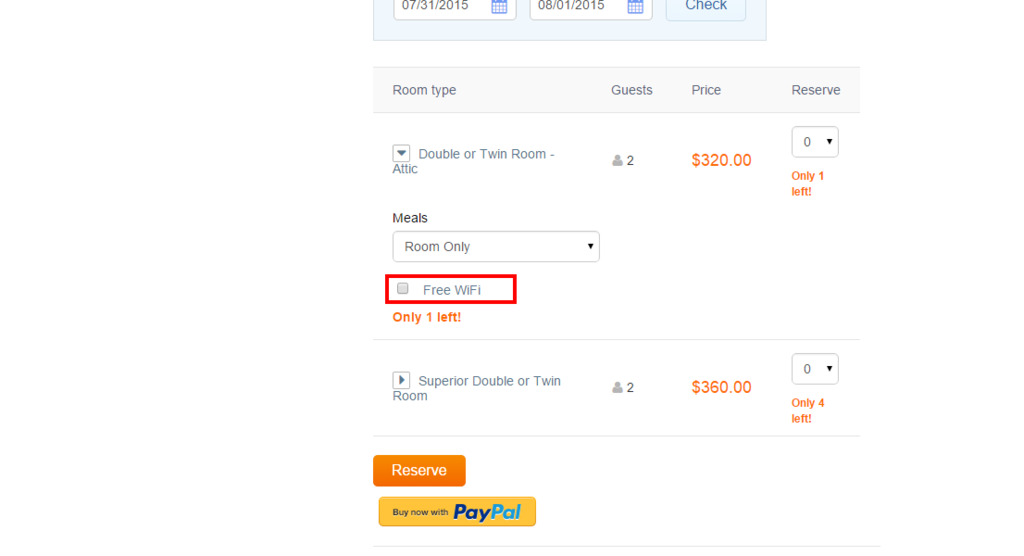 07/31/2015 08/01/2015 Check
Room type Guests Price Reserve
Double or Twin Room -
Attic
2 $320.00 0
Only 1
left!
Meals
Room Only
Free WiFi
Only 1 left!
Superior Double or Twin
Room
2 $360.00 0
Only 4
left!
Reserve
Buy now with PayPal